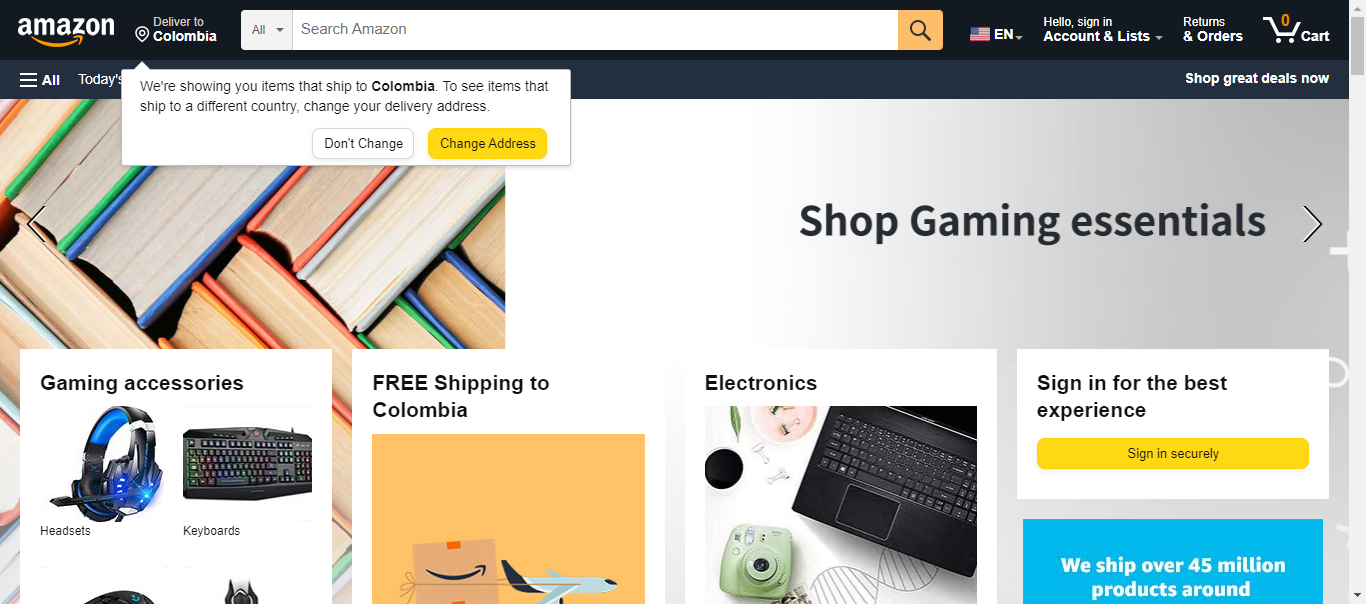 amazon
Deliver to
Colombia
All
Search Amazon
EN
Hello, sign in
Account & Lists
Returns
& Orders
0
Cart
All
Today's
Shop great deals now
We're showing you items that ship to Colombia. To see items that
ship to a different country, change your delivery address.
Don't Change
Change Address
Shop Gaming essentials
Gaming accessories
Headsets
Keyboards
FREE Shipping to
Colombia
Electronics
Sign in for the best
experience
Sign in securely
We ship over 45 million
products around